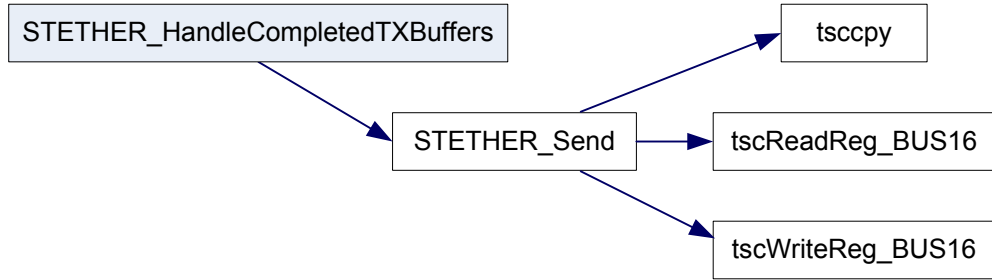 STETHER_HandleCompletedTXBuffers
tsccpy
STETHER_Send
tscReadReg_BUS16
tscWriteReg_BUS16